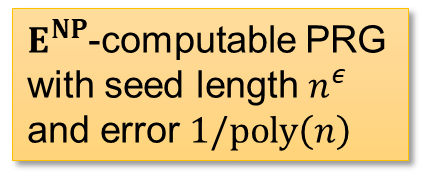 E^NP-computable PRG
with seed length n^ϵ
and error 1/poly(n)